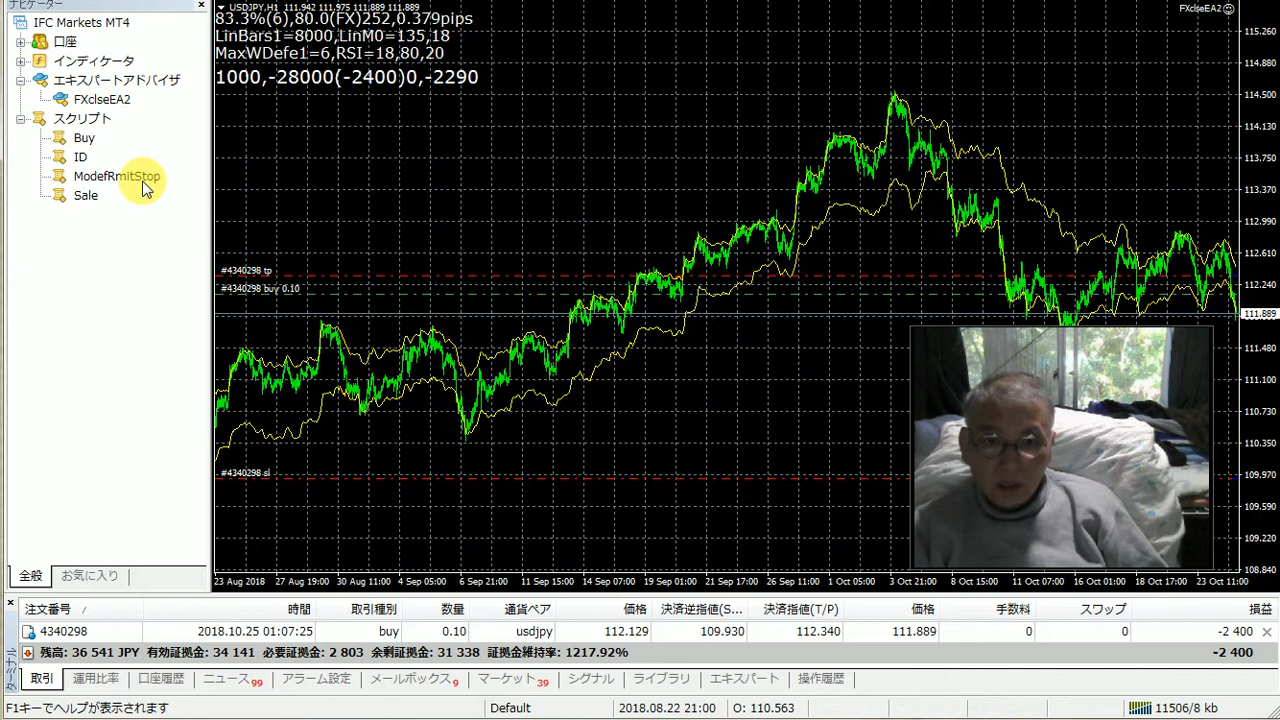 ナビゲーター
IFC Markets MT4
口座
インディケータ
エキスパートアドバイザ
FXclseEA2
スクリプト
Buy
ID
ModefRmitStop
Sale
全般
お気に入り
USDJPY,H1 111.942 111.975 111.889 111.889
83.3%(6),80.0(FX)252,0.379pips
LinBars1=8000,LinM0=135,18
MaxWDefe1=6,RSI=18,80,20
1000,-28000(-2400)0,-2290
FXclseEA2
#4340298 tp
#4340298 buy 0.10
#4340298 sl
115.260
114.880
114.500
114.130
113.750
113.370
112.990
112.610
112.240
111.889
111.480
111.100
110.730
110.350
109.970
109.590
109.220
108.840
23 Aug 2018 27 Aug 19:00 30 Aug 11:00 4 Sep 05:00 6 Sep 21:00 11 Sep 15:00 14 Sep 07:00 19 Sep 01:00 21 Sep 17:00 26 Sep 11:00 1 Oct 05:00 3 Oct 21:00 8 Oct 15:00 11 Oct 07:00 16 Oct 01:00 18 Oct 17:00 23 Oct 11:00
注文番号 / 時間 取引種別 数量 通貨ペア 価格 決済逆指値(S... 決済指値(T/P) 価格 手数料 スワップ 損益
4340298 2018.10.25 01:07:25 buy 0.10 usdjpy 112.129 109.930 112.340 111.889 0 0 -2 400
残高: 36 541 JPY 有効証拠金: 34 141 必要証拠金: 2 803 余剰証拠金: 31 338 証拠金維持率: 1217.92% -2 400
ターミナル
取引 運用比率 口座履歴 ニュース99 アラーム設定 メールボックス9 マーケット39 シグナル ライブラリ エキスパート 操作履歴
F1キーでヘルプが表示されます Default 2018.08.22 21:00 O: 110.563 11506/8 kb